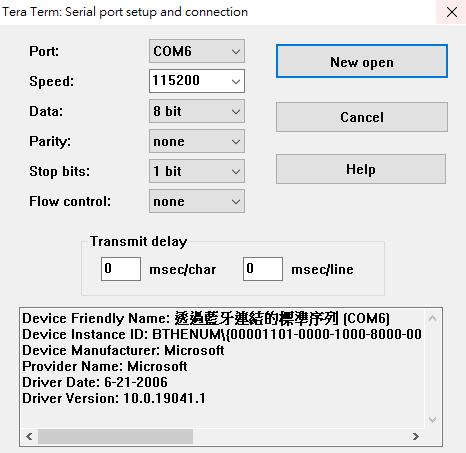 Tera Term: Serial port setup and connection
Port: COM6
New open
Speed: 115200
Data: 8 bit
Cancel
Parity: none
Stop bits: 1 bit
Help
Flow control: none
Transmit delay
0 msec/char 0 msec/line
Device Friendly Name: 透過藍牙連結的標準序列 (COM6)
Device Instance ID: BTHENUM\{00001101-0000-1000-8000-00
Device Manufacturer: Microsoft
Provider Name: Microsoft
Driver Date: 6-21-2006
Driver Version: 10.0.19041.1